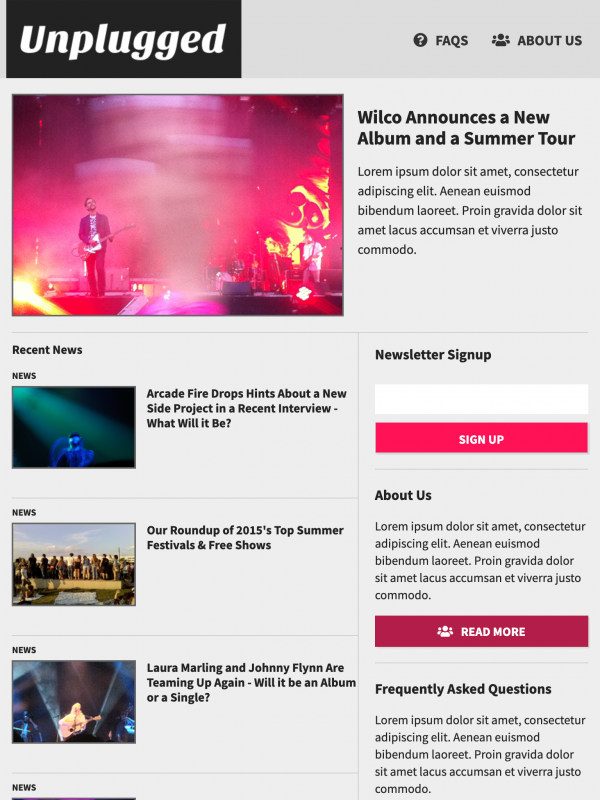 Unplugged
FAQS
ABOUT US
Wilco Announces a New
Album and a Summer Tour
Lorem ipsum dolor sit amet, consectetur
adipiscing elit. Aenean euismod
bibendum laoreet. Proin gravida dolor sit
amet lacus accumsan et viverra justo
commodo.
Recent News
NEWS
Arcade Fire Drops Hints About a New
Side Project in a Recent Interview -
What Will it Be?
NEWS
Our Roundup of 2015's Top Summer
Festivals & Free Shows
NEWS
Laura Marling and Johnny Flynn Are
Teaming Up Again - Will it be an Album
or a Single?
NEWS
Newsletter Signup
SIGN UP
About Us
Lorem ipsum dolor sit amet, consectetur
adipiscing elit. Aenean euismod
bibendum laoreet. Proin gravida dolor
sit amet lacus accumsan et viverra justo
commodo.
READ MORE
Frequently Asked Questions
Lorem ipsum dolor sit amet, consectetur
adipiscing elit. Aenean euismod
bibendum laoreet. Proin gravida dolor
sit amet lacus accumsan et viverra justo
commodo.